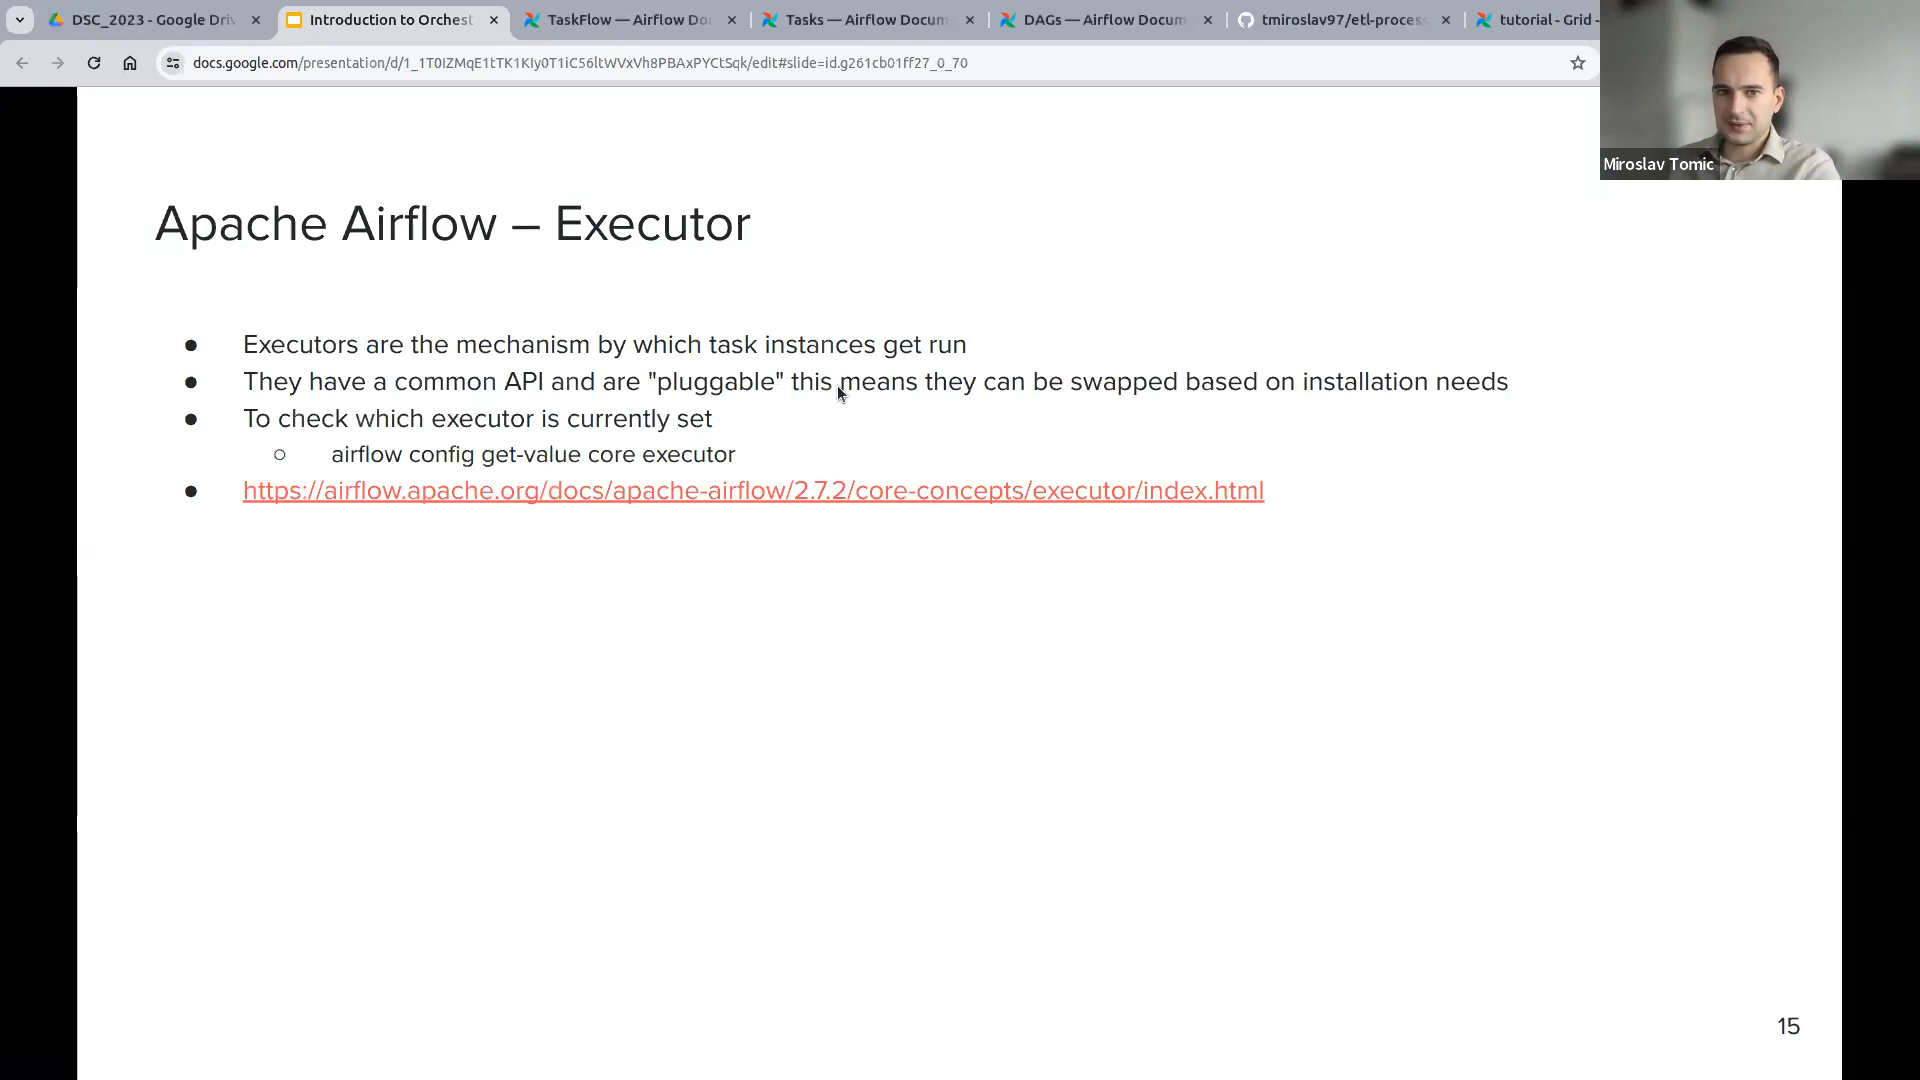 DSC_2023 - Google Driv
Introduction to Orchest
TaskFlow — Airflow Do
Tasks — Airflow Docum
DAGs — Airflow Docum
tmiroslav97/etl-proces
tutorial - Grid -
docs.google.com/presentation/d/1_1T0IZMqE1tTK1KIy0T1iC56ltWVxVh8PBAxPYCtSqk/edit#slide=id.g261cb01ff27_0_70
Miroslav Tomic
Apache Airflow – Executor
● Executors are the mechanism by which task instances get run
● They have a common API and are "pluggable" this means they can be swapped based on installation needs
● To check which executor is currently set
○ airflow config get-value core executor
● https://airflow.apache.org/docs/apache-airflow/2.7.2/core-concepts/executor/index.html
15